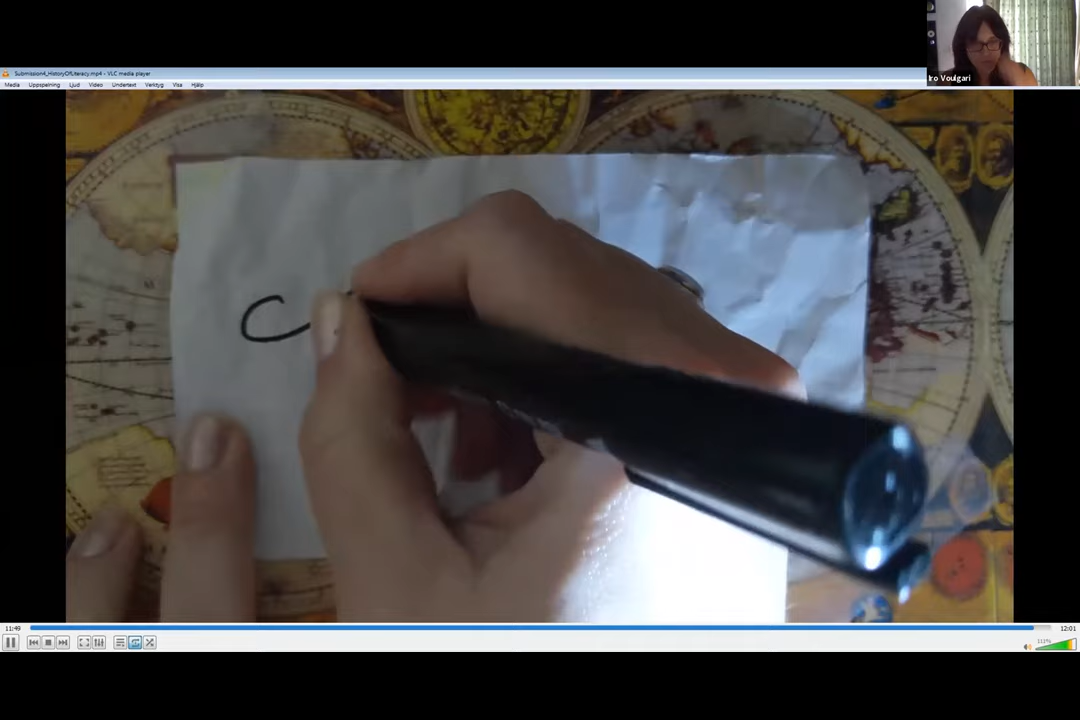 Iro Voulgari
Submission4_HistoryOfLiteracy.mp4 - VLC media player
Media Uppspelning Ljud Video Undertext Verktyg Visa Hjälp
C
11:49 12:01
112%